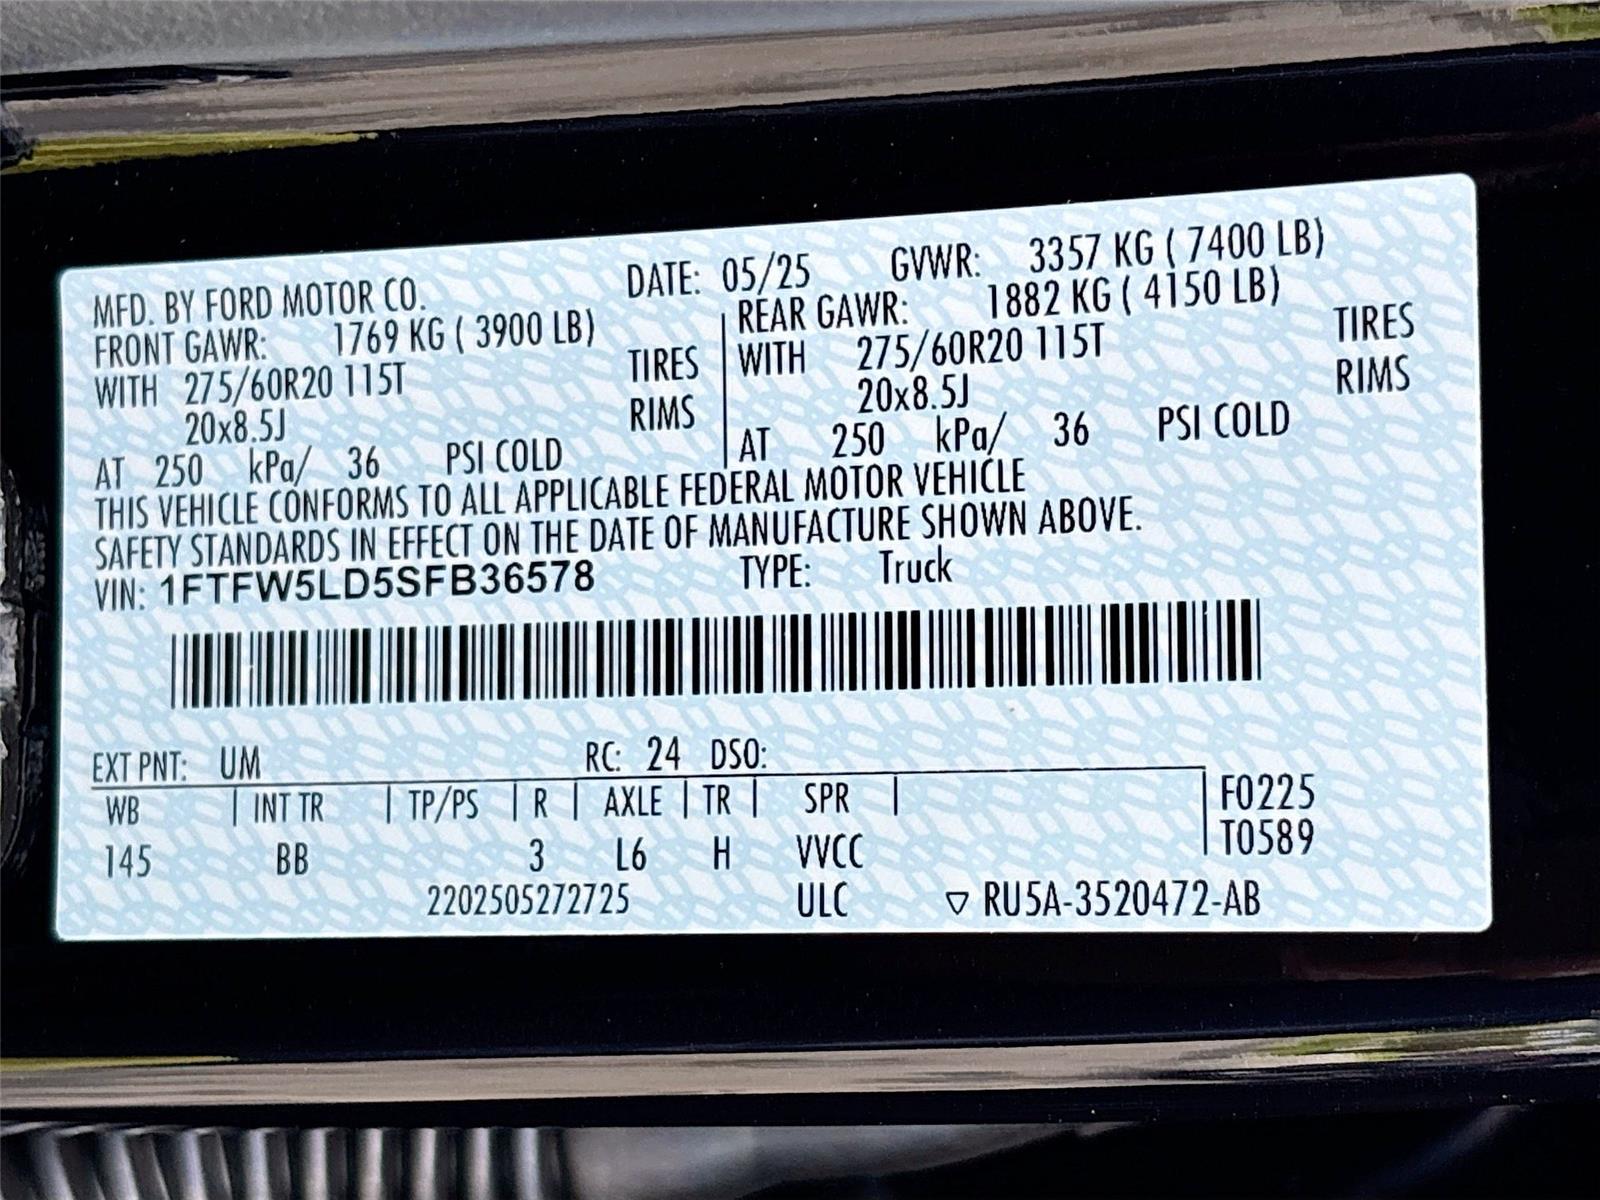 MFD. BY FORD MOTOR CO. DATE: 05/25 GVWR: 3357 KG ( 7400 LB)
FRONT GAWR: 1769 KG ( 3900 LB) REAR GAWR: 1882 KG ( 4150 LB)
WITH 275/60R20 115T TIRES WITH 275/60R20 115T TIRES
20x8.5J RIMS 20x8.5J RIMS
AT 250 kPa/ 36 PSI COLD AT 250 kPa/ 36 PSI COLD
THIS VEHICLE CONFORMS TO ALL APPLICABLE FEDERAL MOTOR VEHICLE
SAFETY STANDARDS IN EFFECT ON THE DATE OF MANUFACTURE SHOWN ABOVE.
VIN: 1FTFW5LD5SFB36578 TYPE: Truck
EXT PNT: UM RC: 24 DSO:
WB | INT TR | TP/PS | R | AXLE | TR | SPR | F0225
145 BB 3 L6 H VVCC T0589
2202505272725 ULC ▽ RU5A-3520472-AB